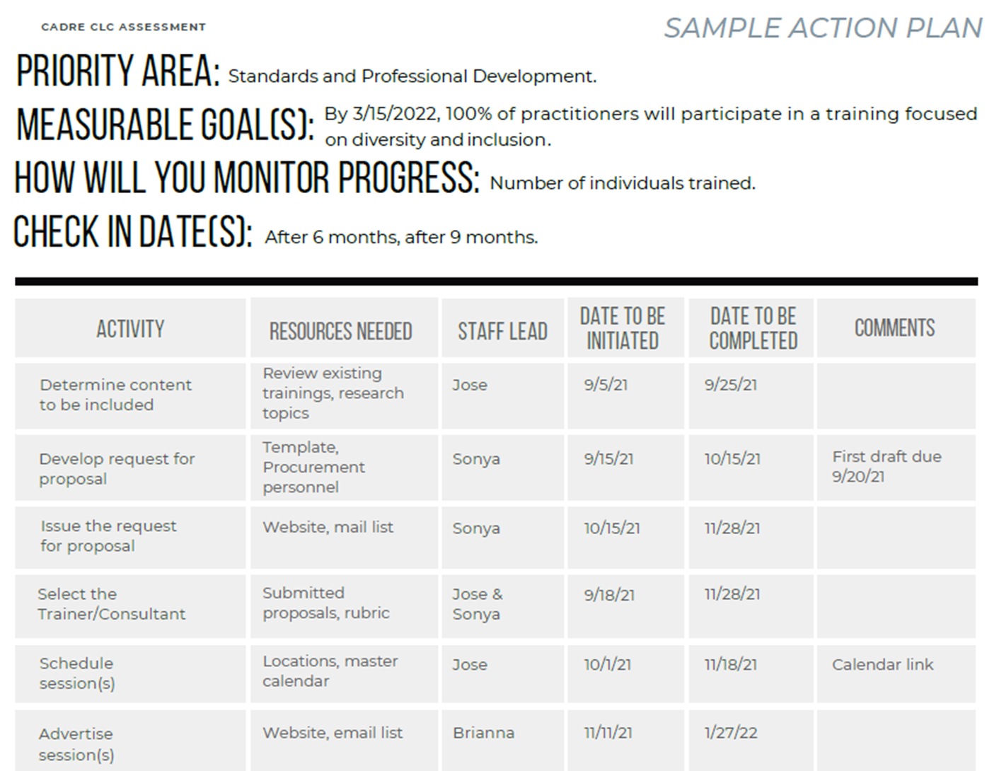 CADRE CLC ASSESSMENT
SAMPLE ACTION PLAN
PRIORITY AREA: Standards and Professional Development.
MEASURABLE GOAL(S): By 3/15/2022, 100% of practitioners will participate in a training focused
on diversity and inclusion.
HOW WILL YOU MONITOR PROGRESS: Number of individuals trained.
CHECK IN DATE(S): After 6 months, after 9 months.
ACTIVITY
RESOURCES NEEDED
STAFF LEAD
DATE TO BE
INITIATED
DATE TO BE
COMPLETED
COMMENTS
Determine content
to be included
Review existing
trainings, research
topics
Jose
9/5/21
9/25/21
Develop request for
proposal
Template,
Procurement
personnel
Sonya
9/15/21
10/15/21
First draft due
9/20/21
Issue the request
for proposal
Website, mail list
Sonya
10/15/21
11/28/21
Select the
Trainer/Consultant
Submitted
proposals, rubric
Jose &
Sonya
9/18/21
11/28/21
Schedule
session(s)
Locations, master
calendar
Jose
10/1/21
11/18/21
Calendar link
Advertise
session(s)
Website, email list
Brianna
11/11/21
1/27/22